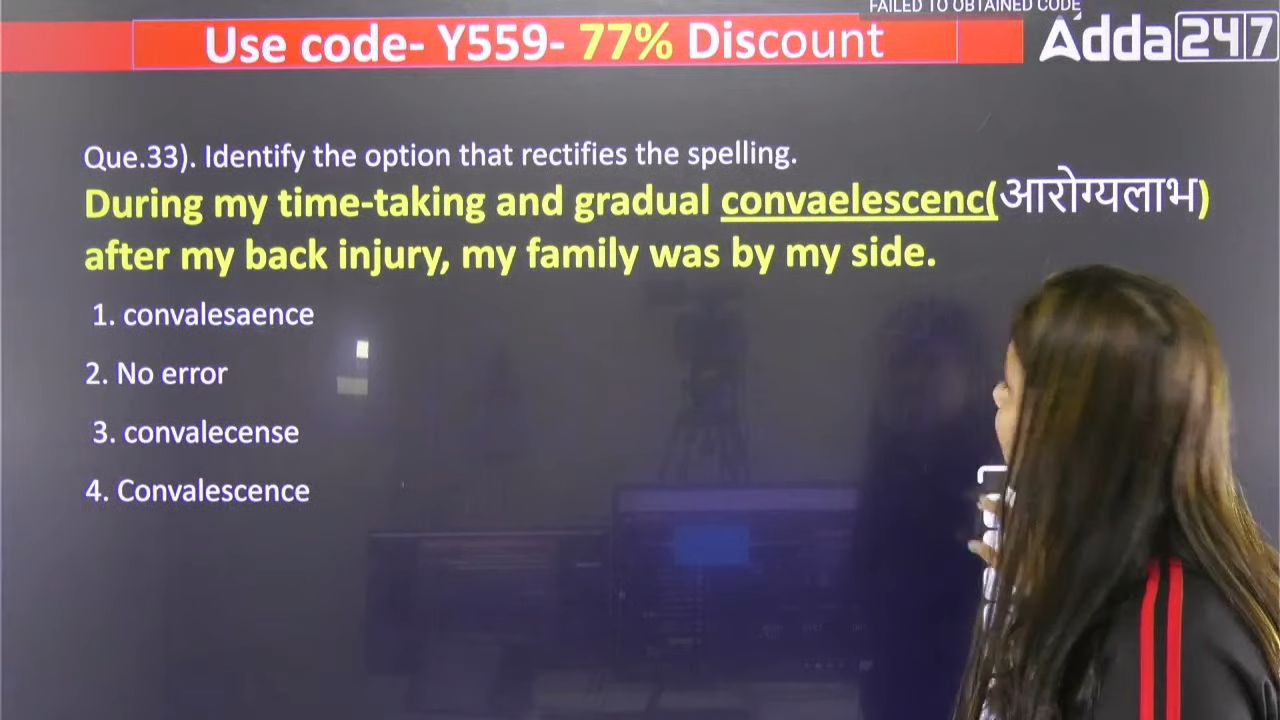 FAILED TO OBTAINED CODE
Use code- Y559- 77% Discount
Adda 247
Que.33). Identify the option that rectifies the spelling.
During my time-taking and gradual convaelescenc(आरोग्यलाभ)
after my back injury, my family was by my side.
1. convalesaence
2. No error
3. convalecense
4. Convalescence